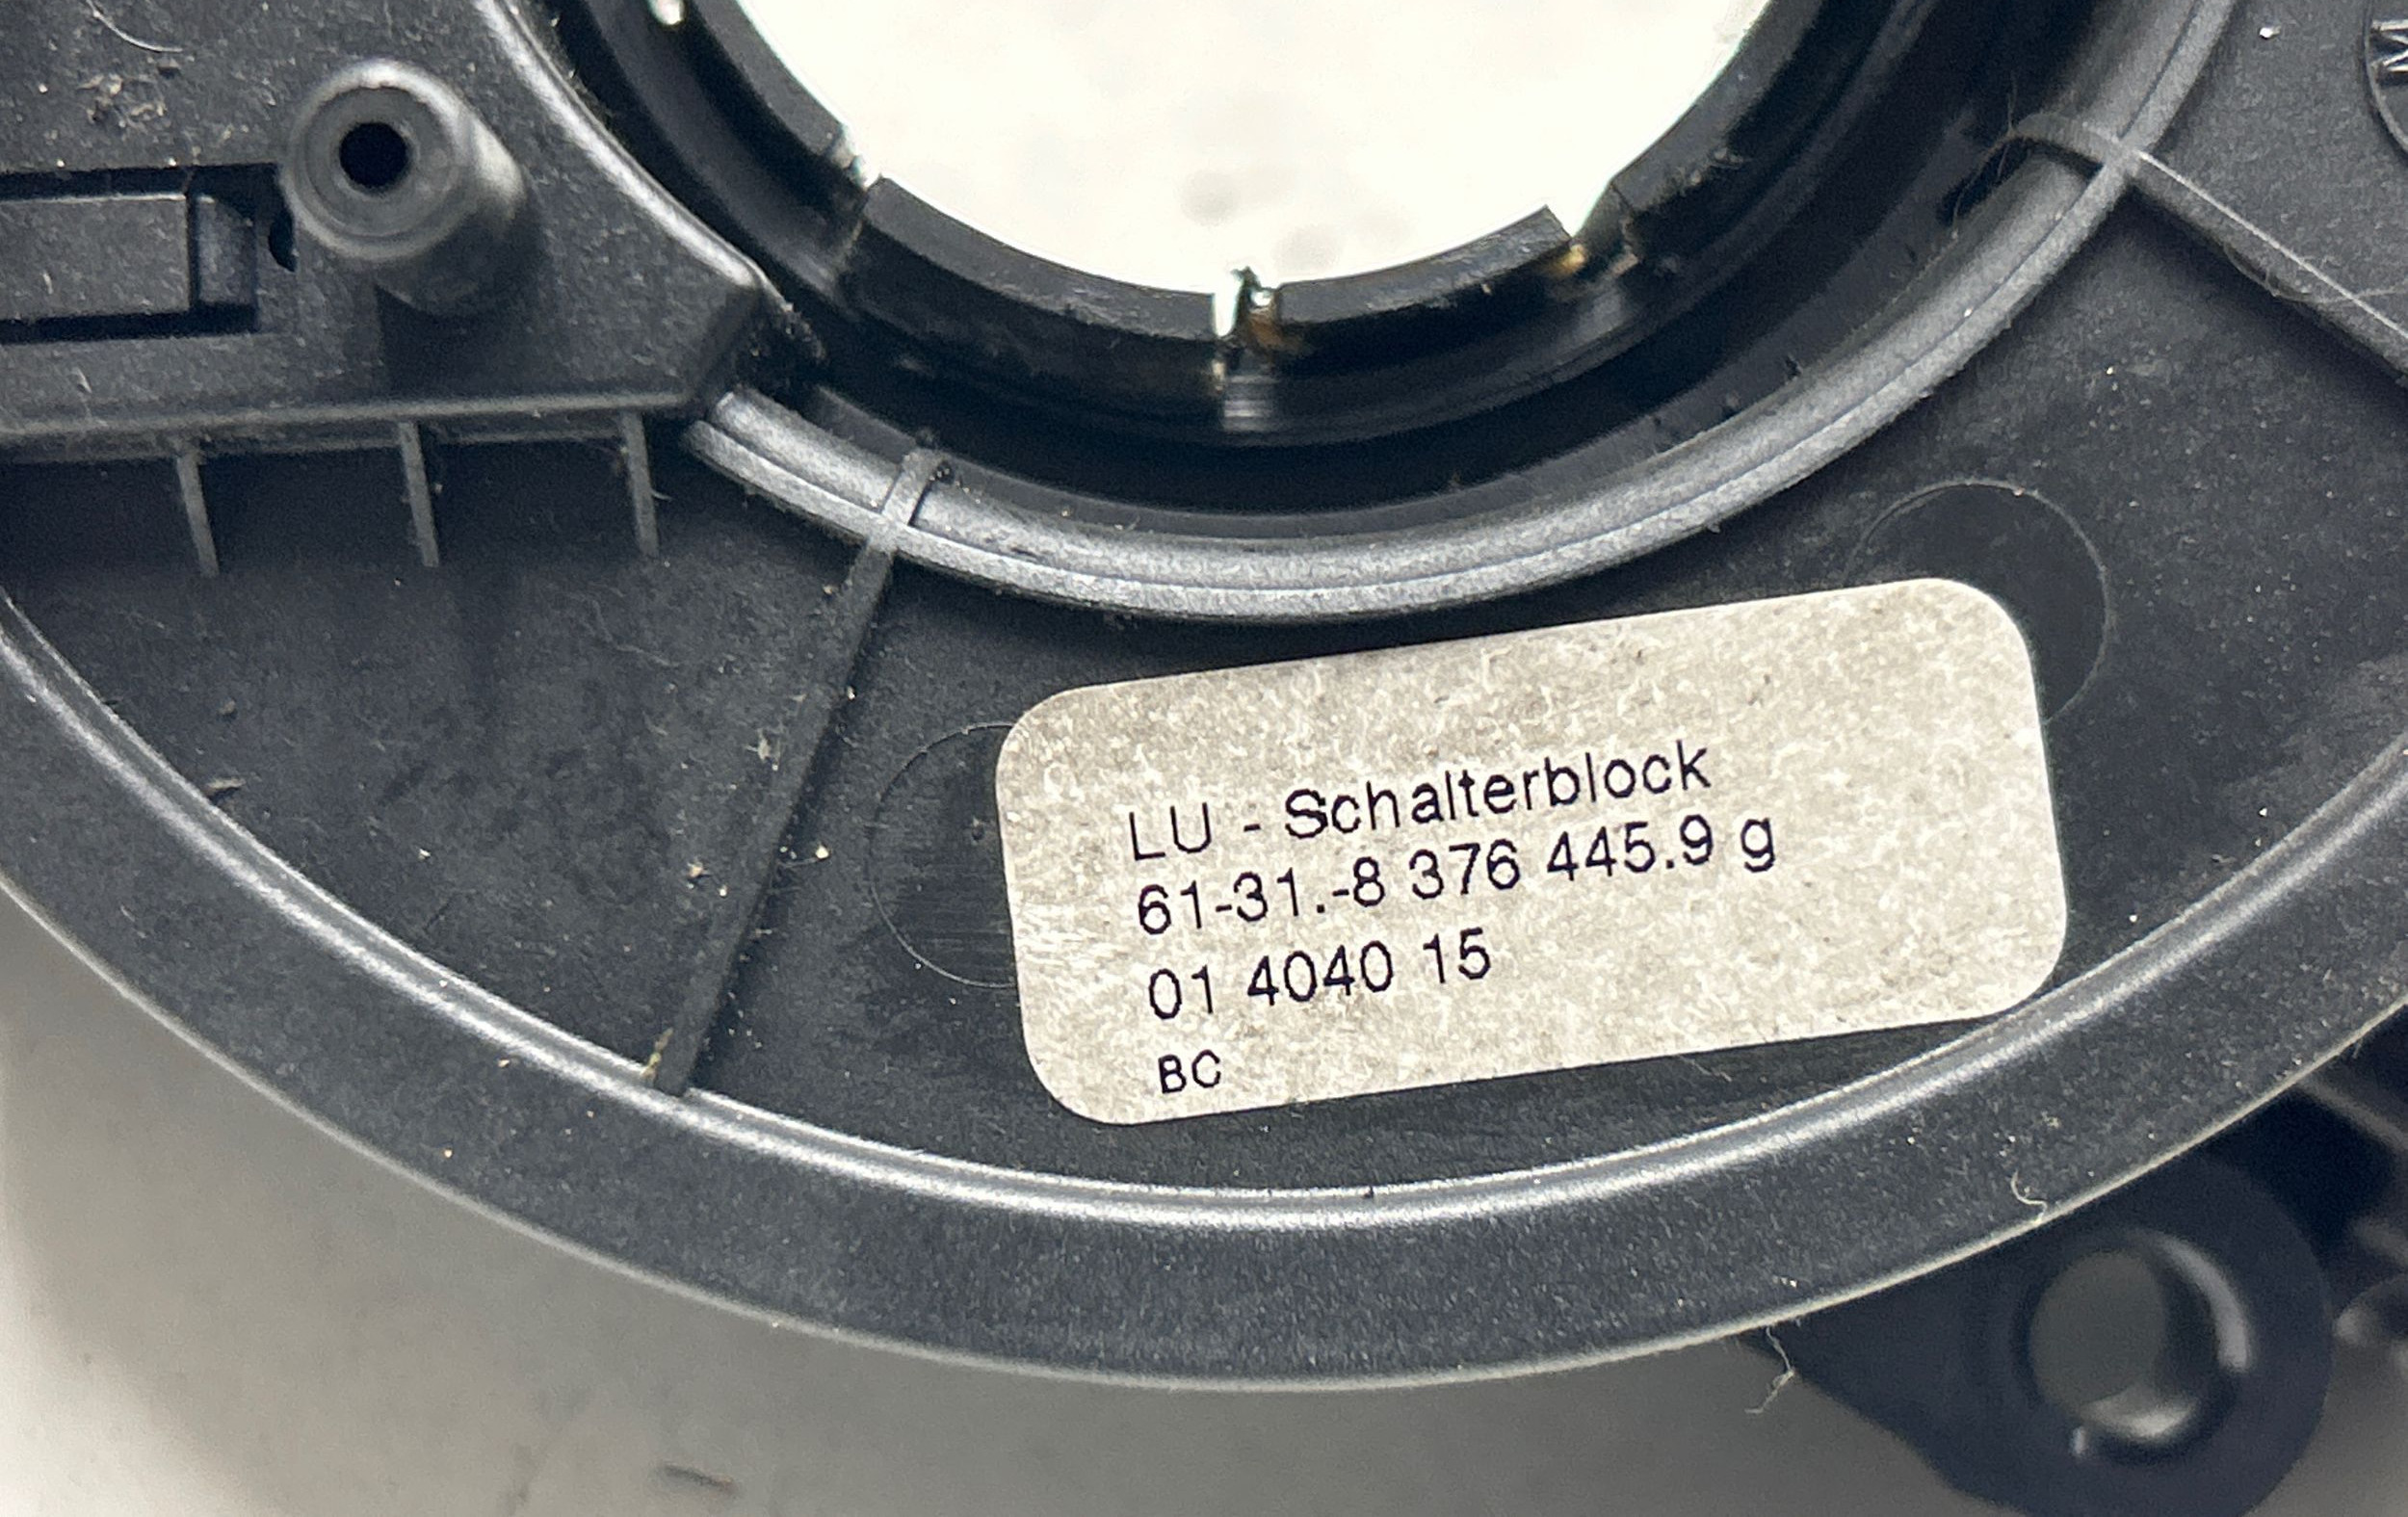 LU - Schalterblock
61-31.-8 376 445.9 g
01 4040 15
BC